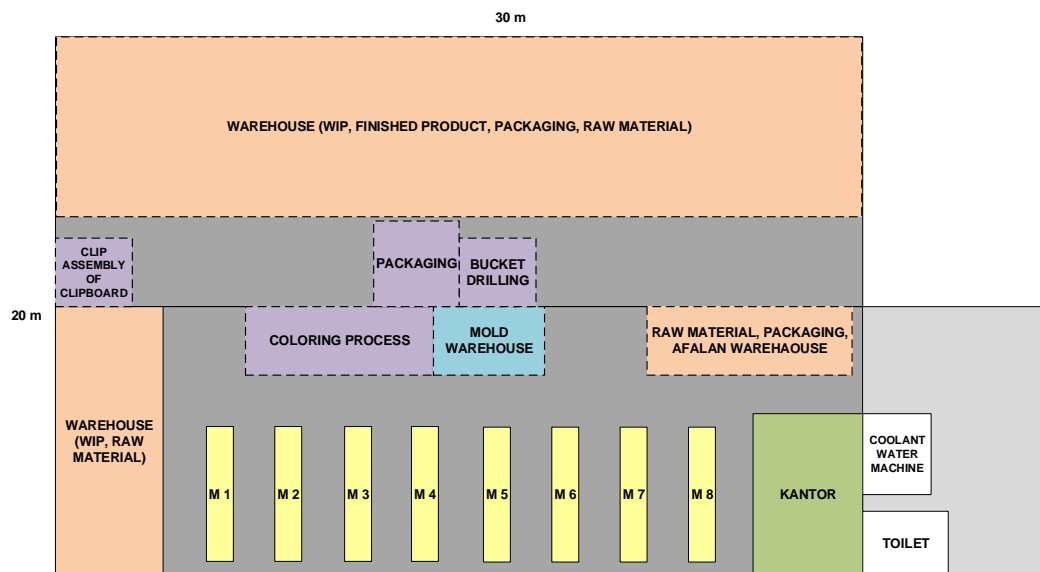 30 m
WAREHOUSE (WIP, FINISHED PRODUCT, PACKAGING, RAW MATERIAL)
CLIP
ASSEMBLY
OF
CLIPBOARD
PACKAGING
BUCKET
DRILLING
20 m
COLORING PROCESS
MOLD
WAREHOUSE
RAW MATERIAL, PACKAGING,
AFALAN WAREHAOUSE
WAREHOUSE
(WIP, RAW
MATERIAL)
M 1
M 2
M 3
M 4
M 5
M 6
M 7
M 8
KANTOR
COOLANT
WATER
MACHINE
TOILET